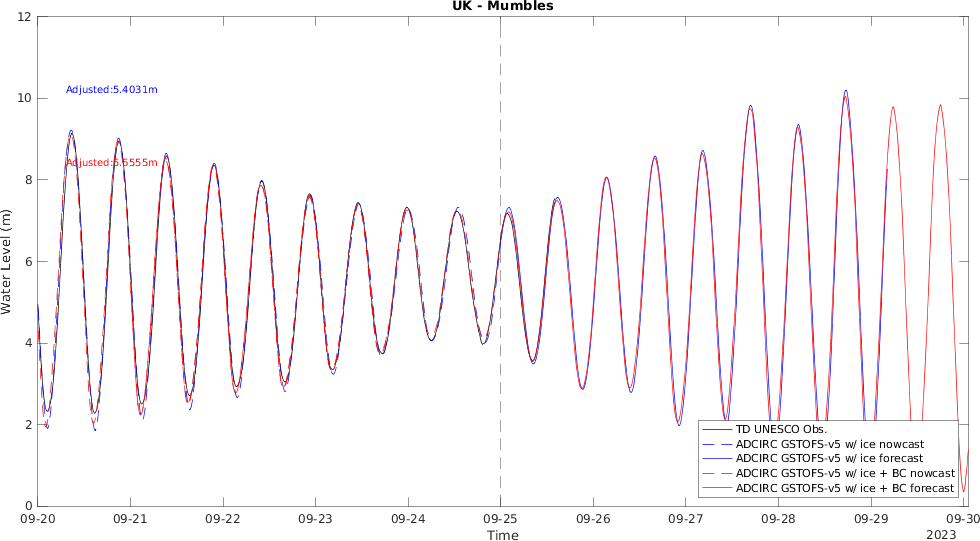 UK - Mumbles
12
10
8
6
4
2
0
Water Level (m)
Adjusted:5.4031m
Adjusted:5.5555m
TD UNESCO Obs.
ADCIRC GSTOFS-v5 w/ ice nowcast
ADCIRC GSTOFS-v5 w/ ice forecast
ADCIRC GSTOFS-v5 w/ ice + BC nowcast
ADCIRC GSTOFS-v5 w/ ice + BC forecast
09-20 09-21 09-22 09-23 09-24 09-25 09-26 09-27 09-28 09-29 09-30
Time
2023